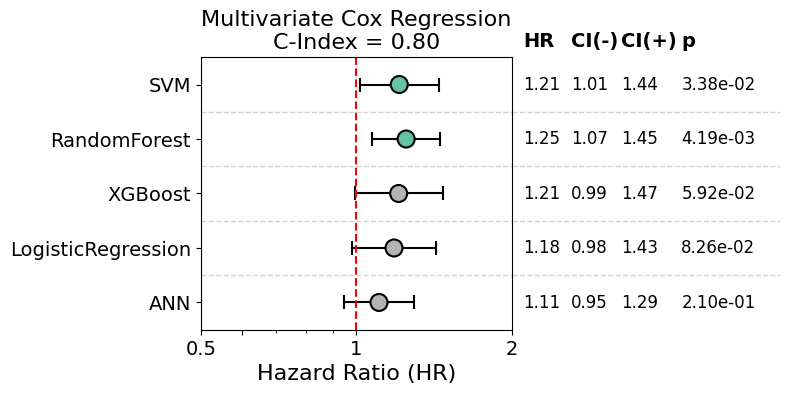 Multivariate Cox Regression
C-Index = 0.80
HR CI(-) CI(+) p
SVM 1.21 1.01 1.44 3.38e-02
RandomForest 1.25 1.07 1.45 4.19e-03
XGBoost 1.21 0.99 1.47 5.92e-02
LogisticRegression 1.18 0.98 1.43 8.26e-02
ANN 1.11 0.95 1.29 2.10e-01
0.5 1 2
Hazard Ratio (HR)